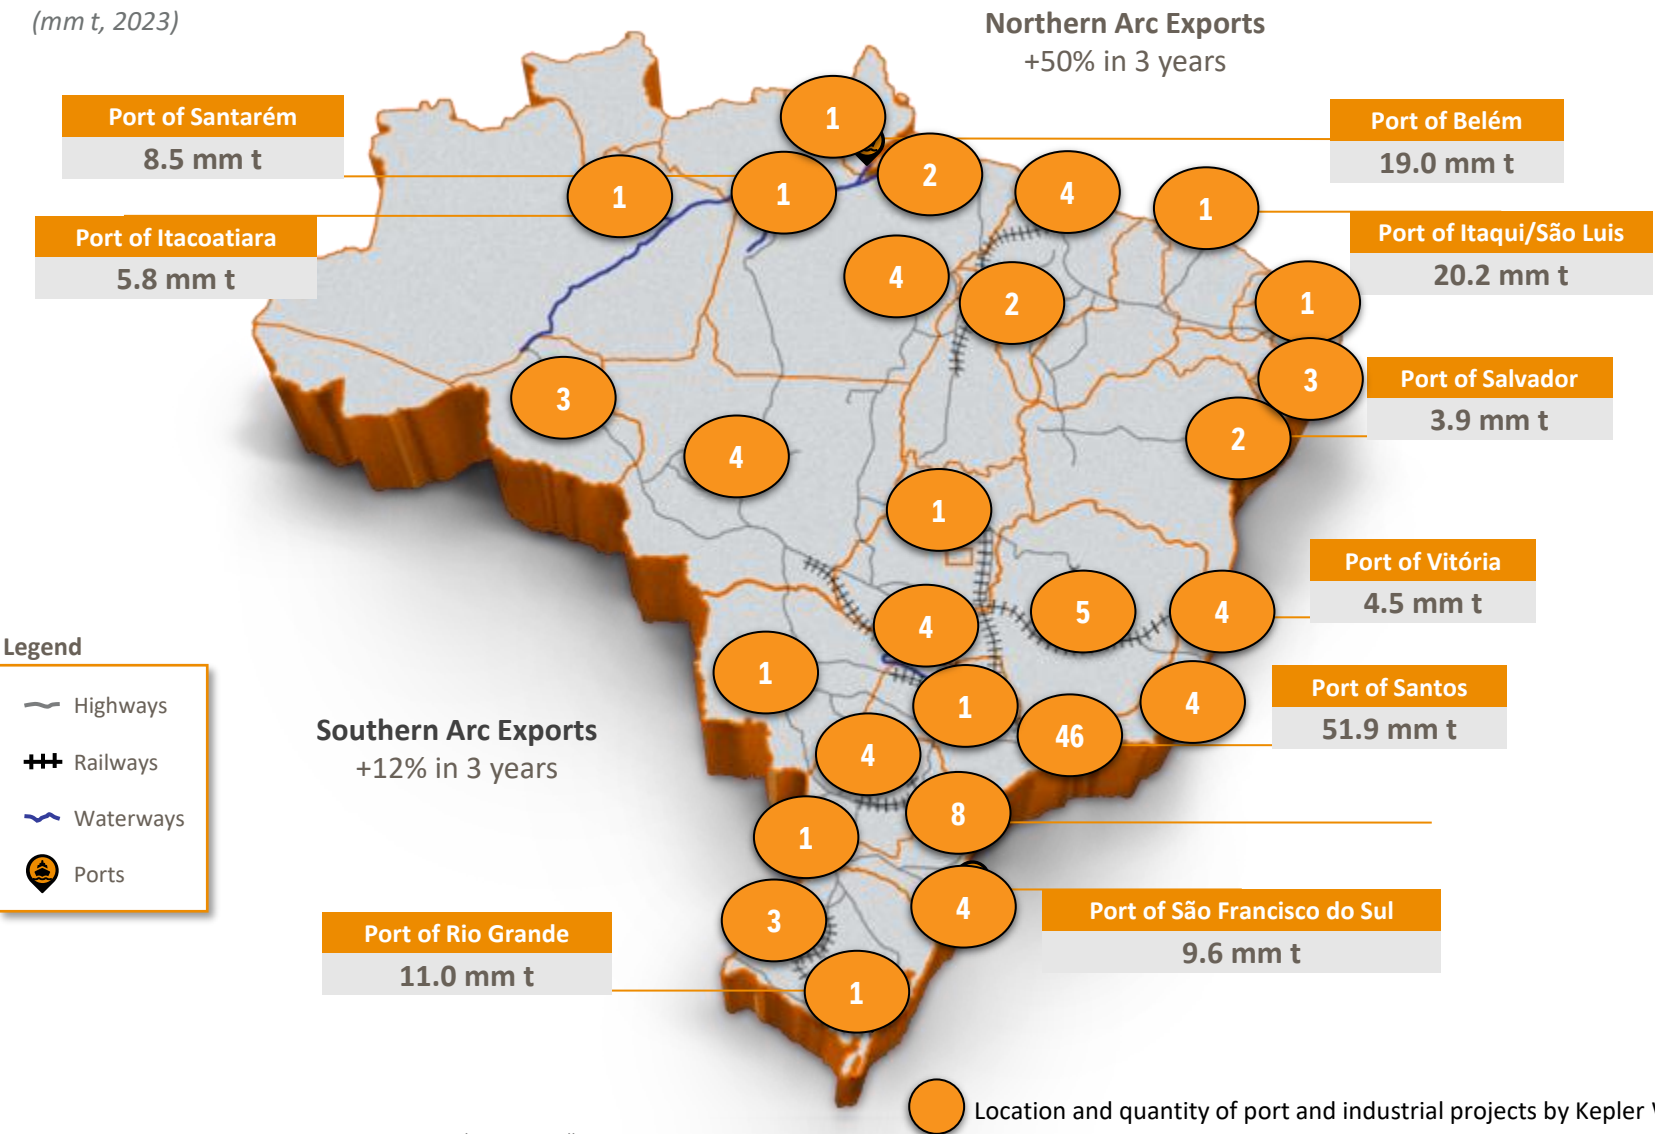 (mm t, 2023)
Northern Arc Exports
+50% in 3 years
Port of Santarém
8.5 mm t
Port of Belém
19.0 mm t
Port of Itacoatiara
5.8 mm t
Port of Itaqui/São Luis
20.2 mm t
1
1
1
2
4
1
4
2
1
3
3
2
4
1
Port of Salvador
3.9 mm t
Port of Vitória
4.5 mm t
4
5
4
1
1
46
4
4
Port of Santos
51.9 mm t
Legend
Highways
Railways
Waterways
Ports
Southern Arc Exports
+12% in 3 years
8
1
3
4
1
Port of São Francisco do Sul
9.6 mm t
Port of Rio Grande
11.0 mm t
Location and quantity of port and industrial projects by Kepler